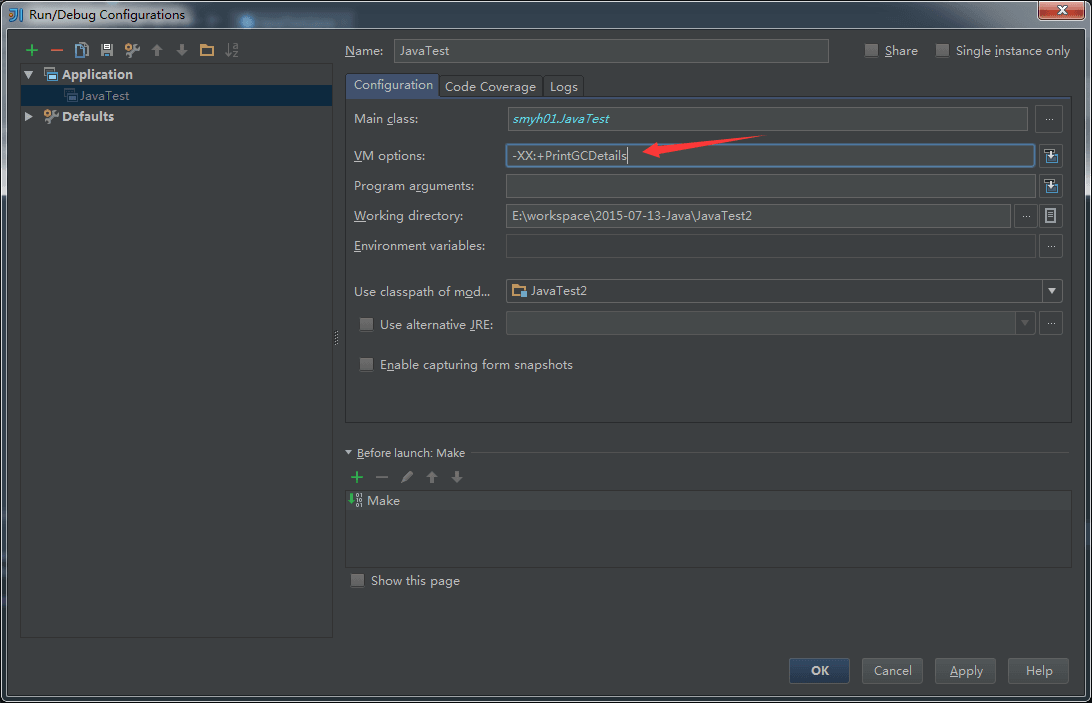 Run/Debug Configurations
Name: JavaTest Share Single instance only
Application
JavaTest
Defaults
Configuration Code Coverage Logs
Main class: smyh01.JavaTest ...
VM options: -XX:+PrintGCDetails
Program arguments:
Working directory: E:\workspace\2015-07-13-Java\JavaTest2 ...
Environment variables: ...
Use classpath of mod... JavaTest2
Use alternative JRE: ...
Enable capturing form snapshots
Before launch: Make
Make
Show this page
OK Cancel Apply Help